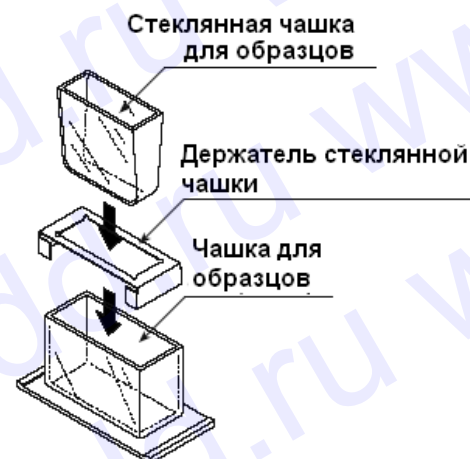 Стеклянная чашка
для образцов
Держатель стеклянной
чашки
Чашка для
образцов